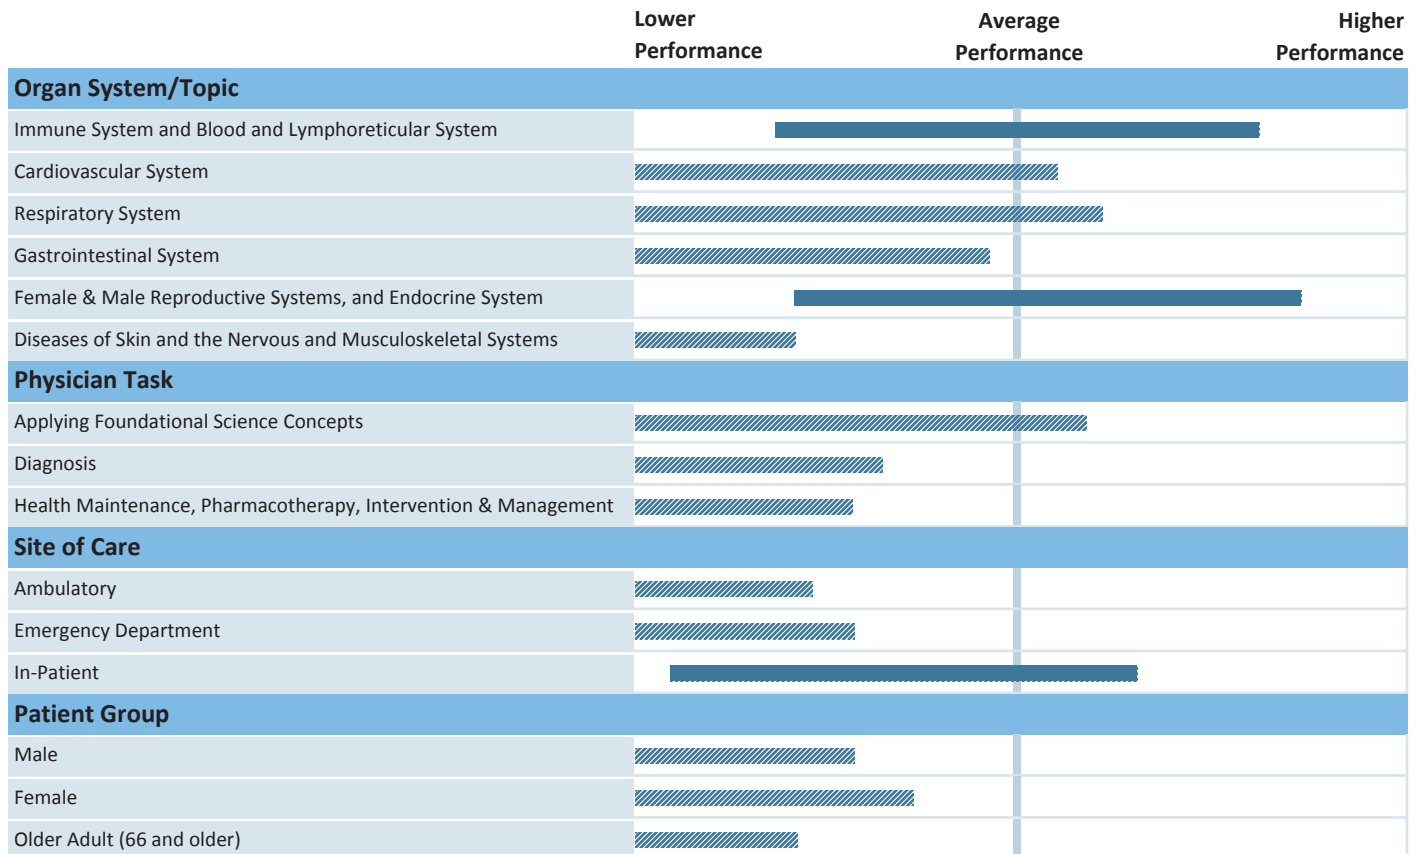 Lower Average Higher
Performance Performance Performance
Organ System/Topic
Immune System and Blood and Lymphoreticular System
Cardiovascular System
Respiratory System
Gastrointestinal System
Female & Male Reproductive Systems, and Endocrine System
Diseases of Skin and the Nervous and Musculoskeletal Systems
Physician Task
Applying Foundational Science Concepts
Diagnosis
Health Maintenance, Pharmacotherapy, Intervention & Management
Site of Care
Ambulatory
Emergency Department
In-Patient
Patient Group
Male
Female
Older Adult (66 and older)